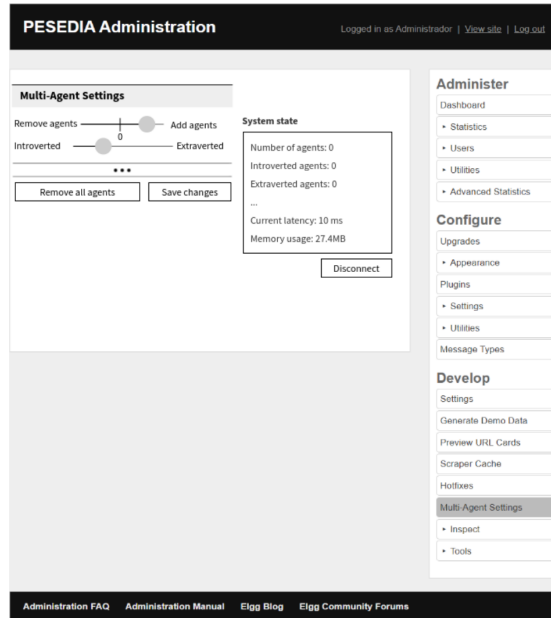 PESEDIA Administration
Logged in as Administrador | View site | Log out
Multi-Agent Settings
Remove agents
0
Add agents
Introverted
Extraverted
•••
Remove all agents
Save changes
System state
Number of agents: 0
Introverted agents: 0
Extraverted agents: 0
...
Current latency: 10 ms
Memory usage: 27.4MB
Disconnect
Administer
Dashboard
Statistics
Users
Utilities
Advanced Statistics
Configure
Upgrades
Appearance
Plugins
Settings
Utilities
Message Types
Develop
Settings
Generate Demo Data
Preview URL Cards
Scraper Cache
Hotfixes
Multi-Agent Settings
Inspect
Tools
Administration FAQ Administration Manual Elgg Blog Elgg Community Forums